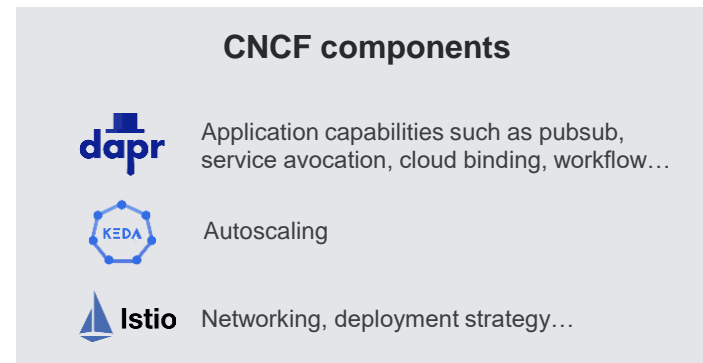 CNCF components
dapr
Application capabilities such as pubsub,
service avocation, cloud binding, workflow…
KEDA
Autoscaling
Istio
Networking, deployment strategy…